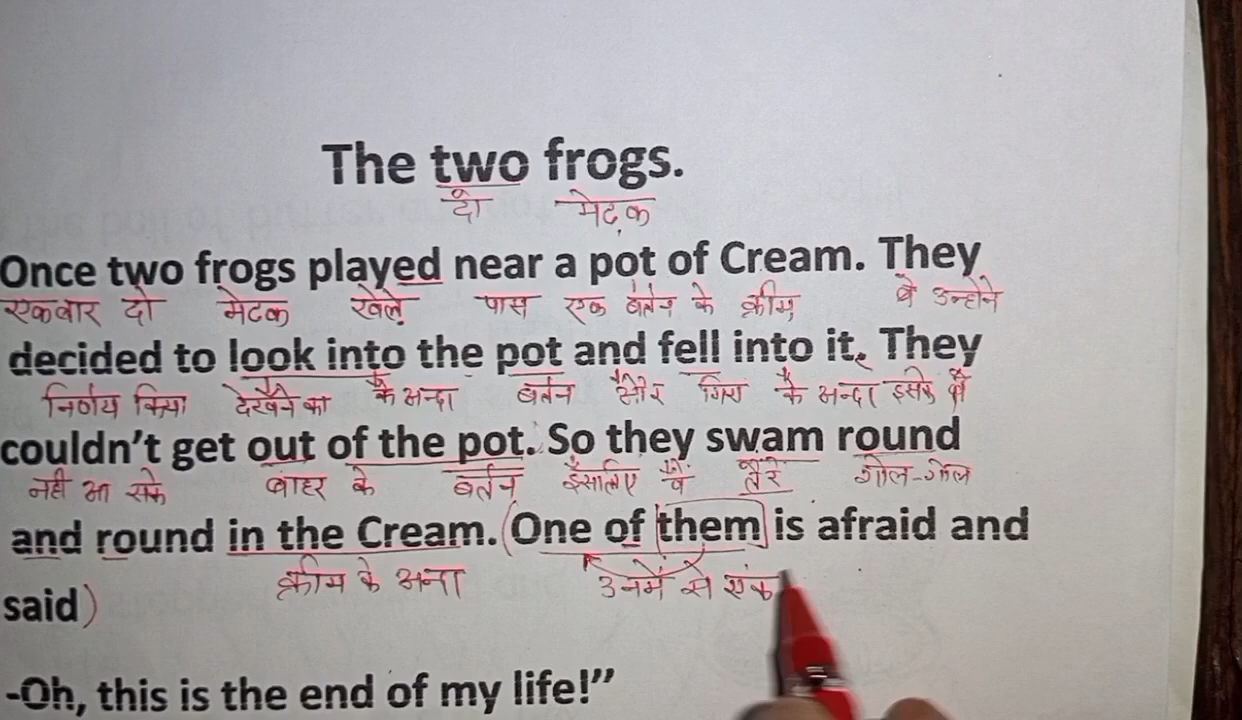 The two frogs.
दो मेढ़क
Once two frogs played near a pot of Cream. They
एकबार दो मेढक खेले पास एक बर्तन के क्रीम वे उन्होने
decided to look into the pot and fell into it. They
निर्णय किया देखने का के अन्दर बर्तन और गिरा के अन्दर इसके वे
couldn't get out of the pot. So they swam round
नही आ सके बाहर के बर्तन इसलिए वे तैरे गोल-गोल
and round in the Cream. (One of them is afraid and
क्रीम के अन्दर उनमें से एक
said)
-Oh, this is the end of my life!”